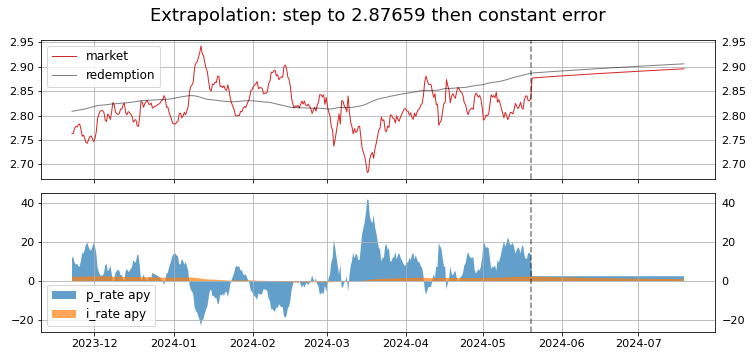 Extrapolation: step to 2.87659 then constant error
2.95 2.95
2.90 2.90
2.85 2.85
2.80 2.80
2.75 2.75
2.70 2.70
market
redemption
40 40
20 20
0 0
−20 −20
p_rate apy
i_rate apy
2023-12 2024-01 2024-02 2024-03 2024-04 2024-05 2024-06 2024-07